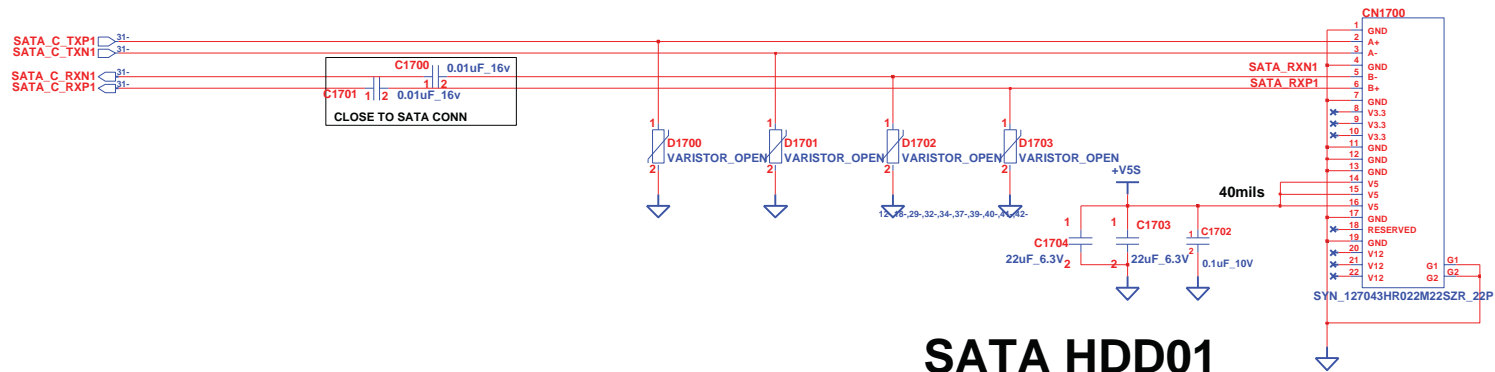 CN1700
1 GND
SATA_C_TXP1 31- 2 A+
SATA_C_TXN1 31- 3 A-
4 GND
SATA_C_RXN1 31- C1700 1 2 0.01uF_16v SATA_RXN1 5 B-
SATA_C_RXP1 31- C1701 1 2 0.01uF_16v SATA_RXP1 6 B+
CLOSE TO SATA CONN
7 GND
8 V3.3
9 V3.3
10 V3.3
11 GND
12 GND
13 GND
14 V5
15 V5
16 V5
17 GND
18 RESERVED
19 GND
20 V12
21 V12 G1 G1
22 V12 G2 G2
SYN_127043HR022M22SZR_22P
1 D1700 VARISTOR_OPEN 2
1 D1701 VARISTOR_OPEN 2
1 D1702 VARISTOR_OPEN 2
1 D1703 VARISTOR_OPEN 2
+V5S
40mils
1 C1704 22uF_6.3V 2
1 C1703 22uF_6.3V 2
1 C1702 2 0.1uF_10V
SATA HDD01